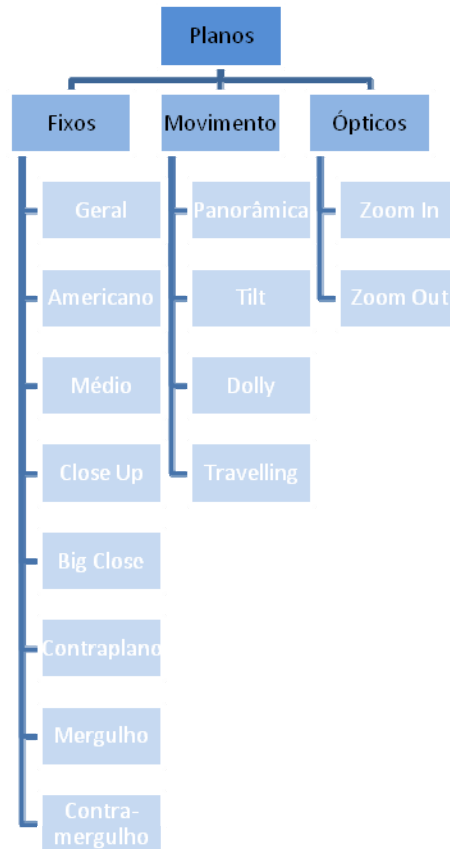 Planos
Fixos
Movimento
Ópticos
Geral
Panorâmica
Zoom In
Americano
Tilt
Zoom Out
Médio
Dolly
Close Up
Travelling
Big Close
Contraplano
Mergulho
Contra-
mergulho